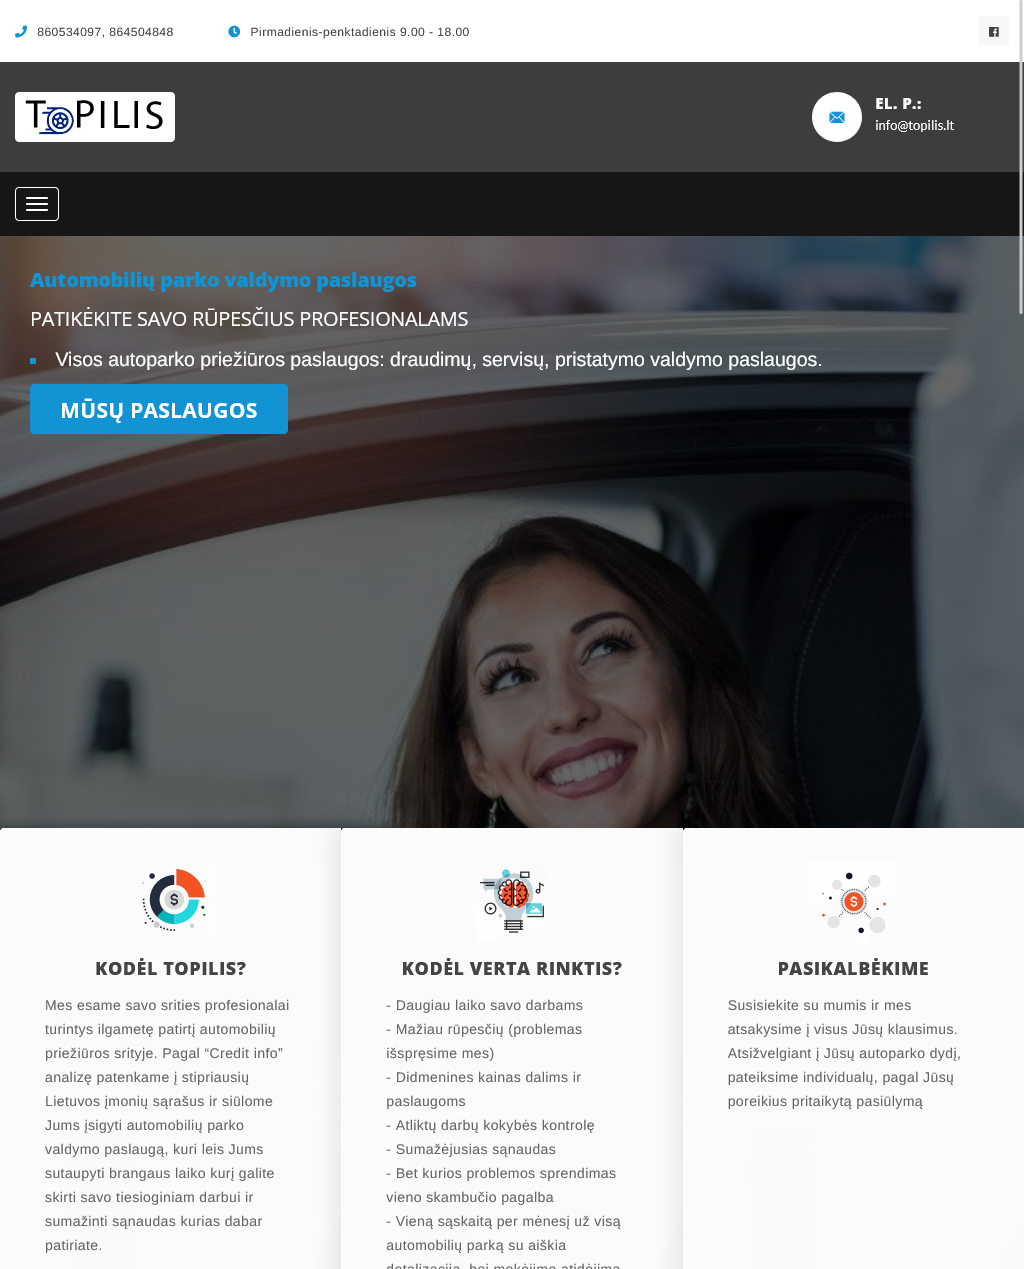 860534097, 864504848
Pirmadienis-penktadienis 9.00 - 18.00
TOPILIS
EL. P.:
info@topilis.lt
Automobilių parko valdymo paslaugos
PATIKĖKITE SAVO RŪPESČIUS PROFESIONALAMS
Visos autoparko priežiūros paslaugos: draudimų, servisų, pristatymo valdymo paslaugos.
MŪSŲ PASLAUGOS
KODĖL TOPILIS?
Mes esame savo srities profesionalai
turintys ilgametę patirtį automobilių
priežiūros srityje. Pagal “Credit info”
analizę patenkame į stipriausių
Lietuvos įmonių sąrašus ir siūlome
Jums įsigyti automobilių parko
valdymo paslaugą, kuri leis Jums
sutaupyti brangaus laiko kurį galite
skirti savo tiesioginiam darbui ir
sumažinti sąnaudas kurias dabar
patiriate.
KODĖL VERTA RINKTIS?
- Daugiau laiko savo darbams
- Mažiau rūpesčių (problemas
išspręsime mes)
- Didmenines kainas dalims ir
paslaugoms
- Atliktų darbų kokybės kontrolę
- Sumažėjusias sąnaudas
- Bet kurios problemos sprendimas
vieno skambučio pagalba
- Vieną sąskaitą per mėnesį už visą
automobilių parką su aiškia
detalizacija, bei mokėjimo atidėjimą
PASIKALBĖKIME
Susisiekite su mumis ir mes
atsakysime į visus Jūsų klausimus.
Atsižvelgiant į Jūsų autoparko dydį,
pateiksime individualų, pagal Jūsų
poreikius pritaikytą pasiūlymą